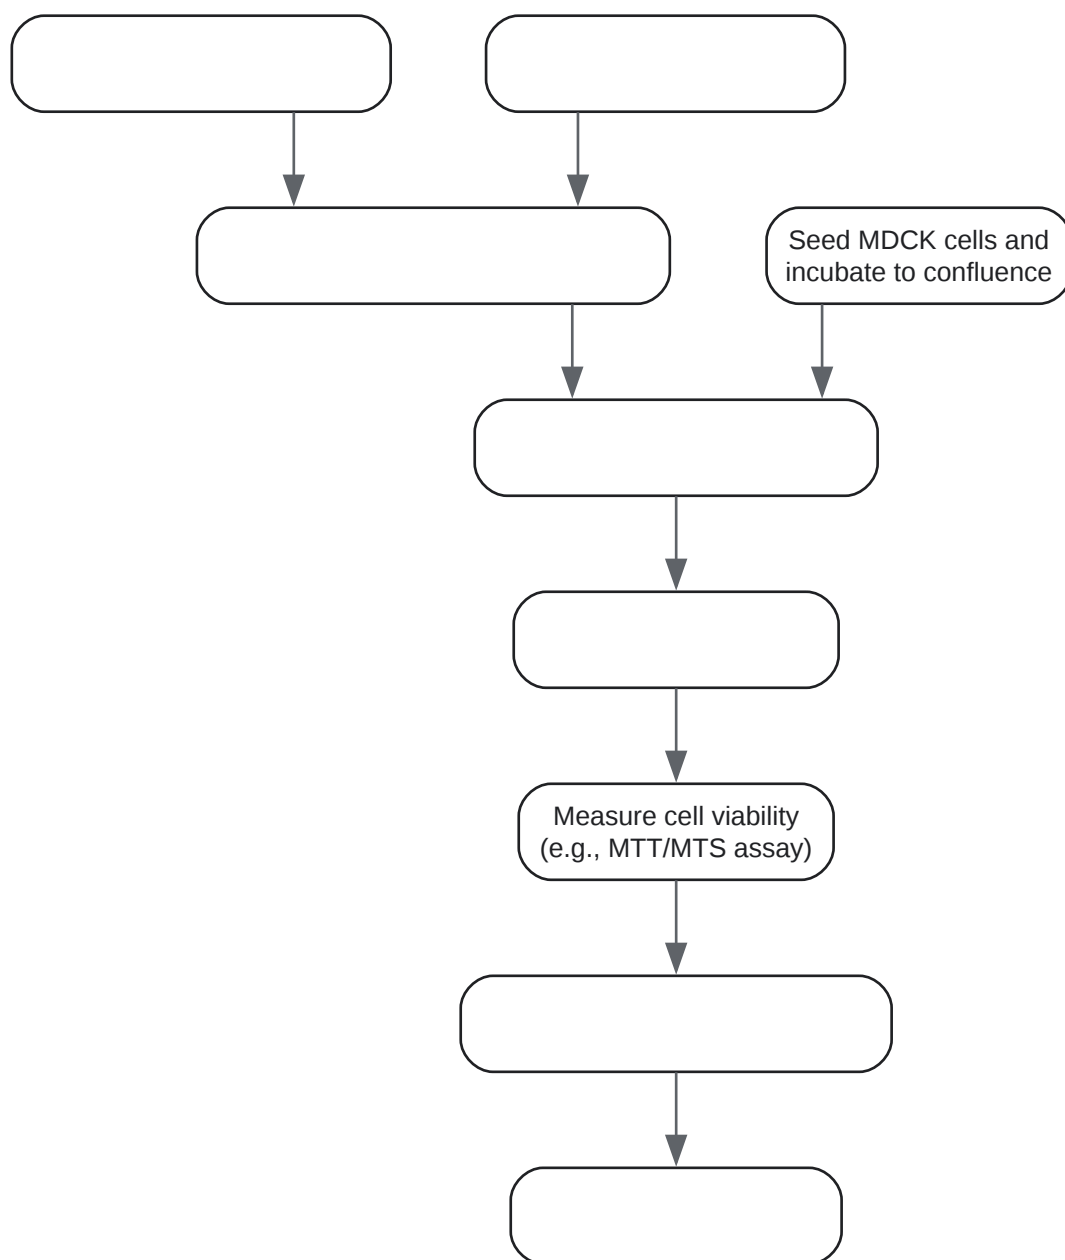 Seed MDCK cells and
incubate to confluence
Measure cell viability
(e.g., MTT/MTS assay)